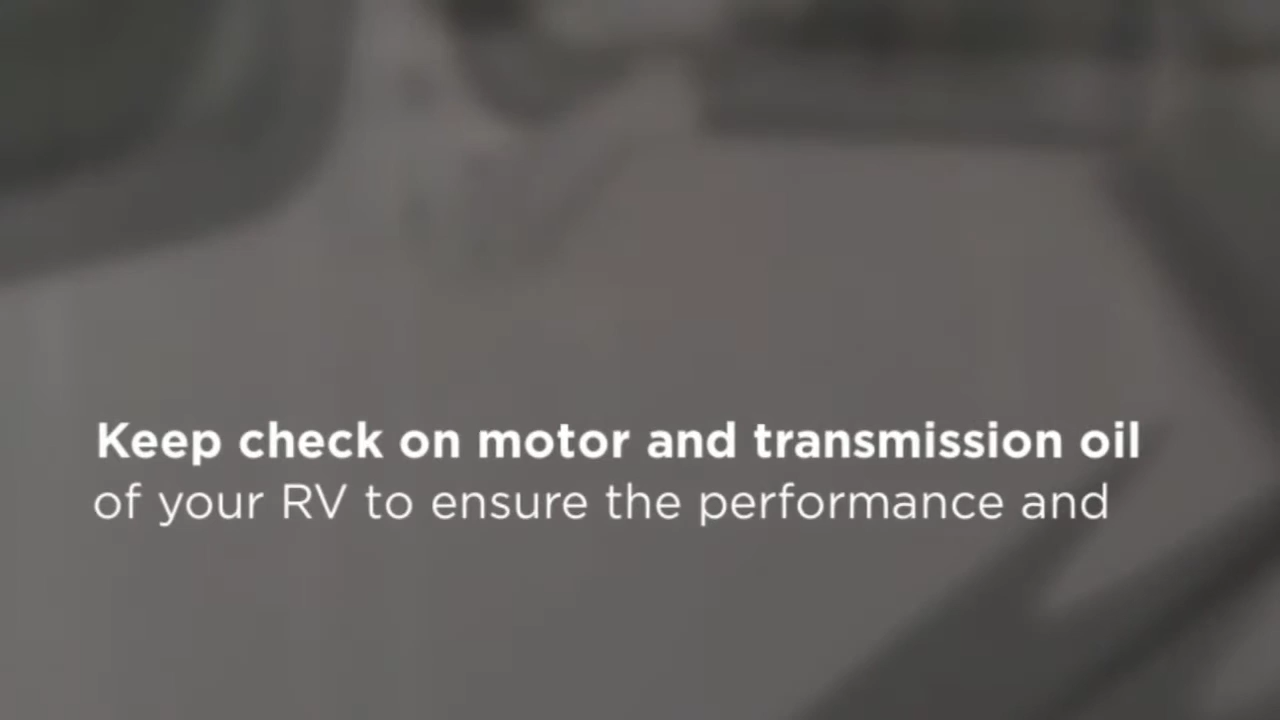 Keep check on motor and transmission oil
of your RV to ensure the performance and